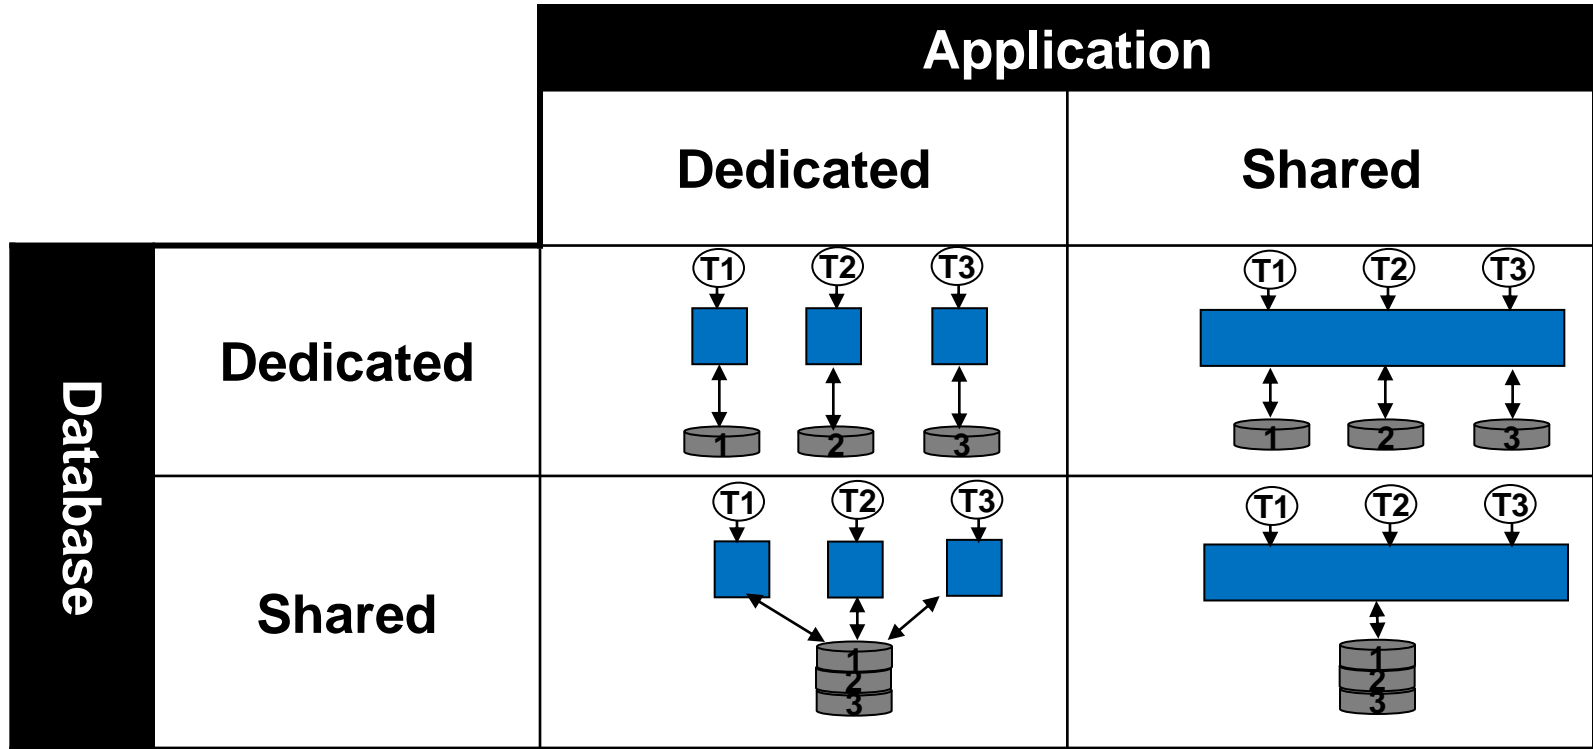 Application
Dedicated
Shared
Database
Dedicated
T1 T2 T3
1 2 3
T1 T2 T3
1 2 3
Shared
T1 T2 T3
1
2
3
T1 T2 T3
1
2
3